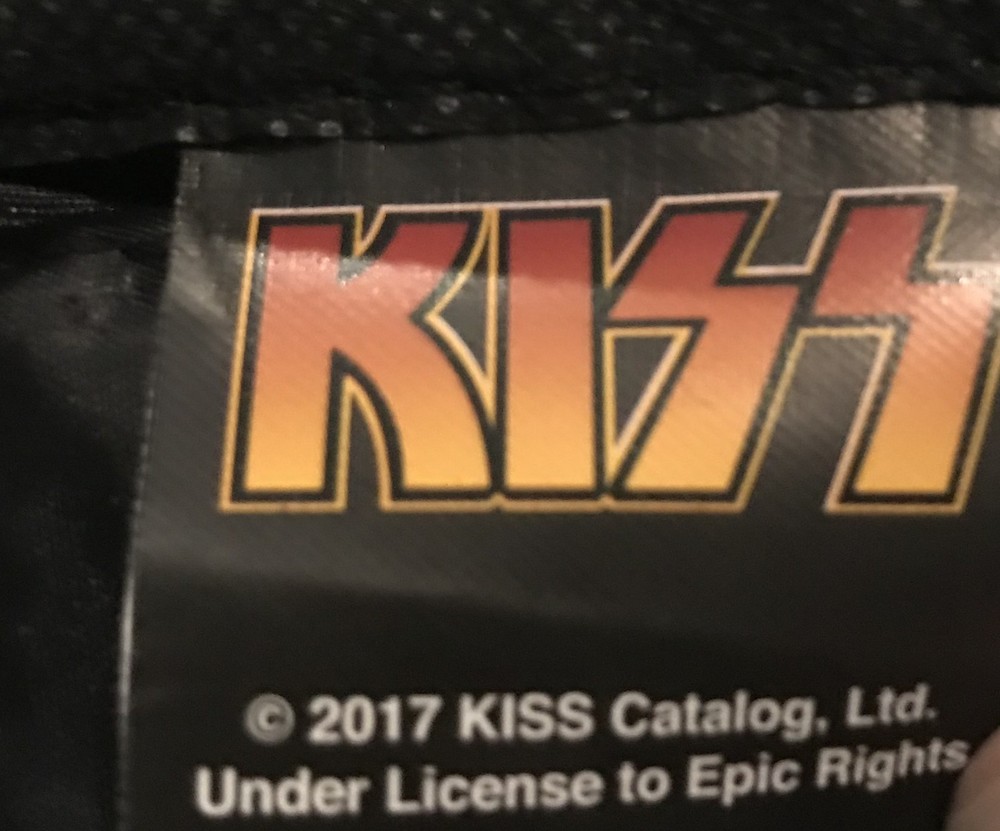 KISS
© 2017 KISS Catalog, Ltd.
Under License to Epic Rights